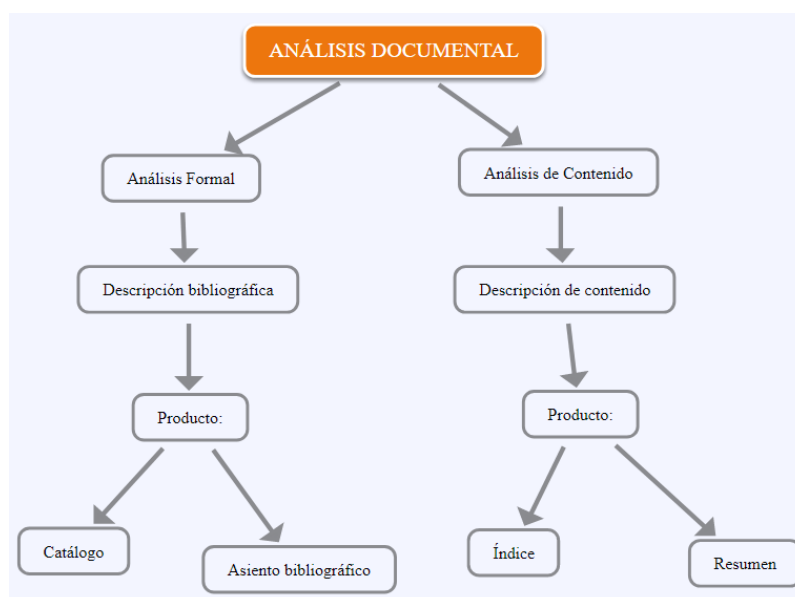 ANÁLISIS DOCUMENTAL
Análisis Formal
Análisis de Contenido
Descripción bibliográfica
Descripción de contenido
Producto:
Producto:
Catálogo
Asiento bibliográfico
Índice
Resumen